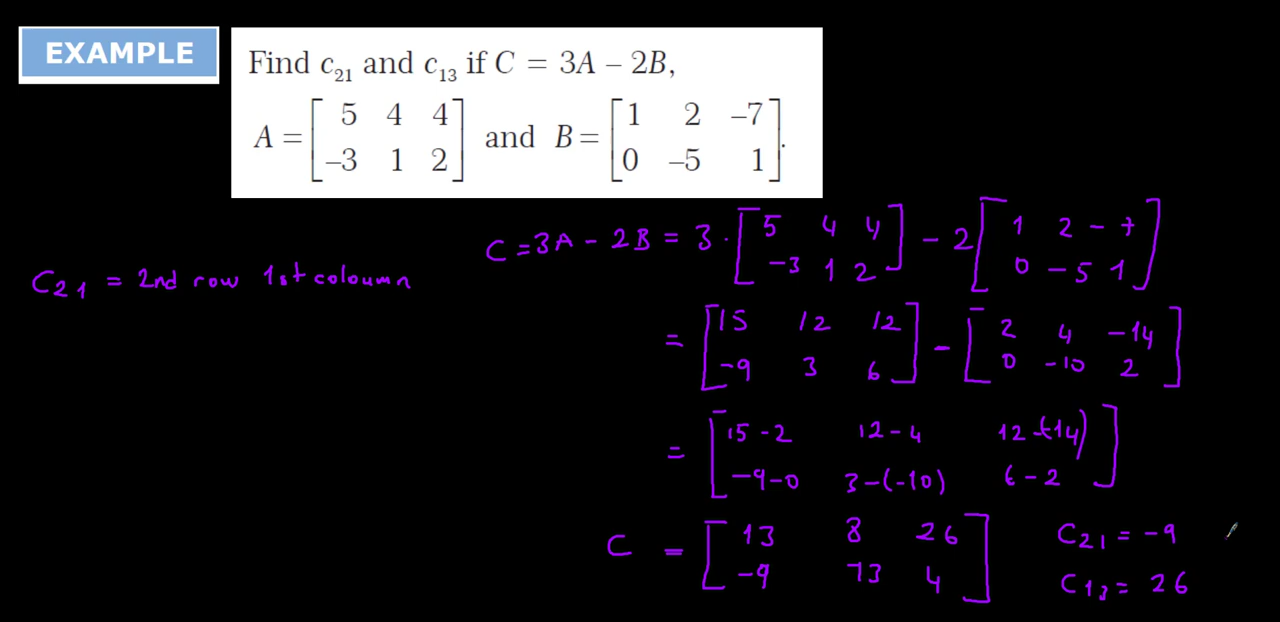 EXAMPLE
Find c₂₁ and c₁₃ if C = 3A – 2B,
A = [ 5 4 4
–3 1 2 ] and B = [ 1 2 –7
0 –5 1 ].
C = 3A - 2B = 3 · [ 5 4 4
-3 1 2 ] - 2 [ 1 2 -7
0 -5 1 ]
C₂₁ = 2nd row 1st coloumn
= [ 15 12 12
-9 3 6 ] - [ 2 4 -14
0 -10 2 ]
= [ 15-2 12-4 12-(-14)
-9-0 3-(-10) 6-2 ]
C = [ 13 8 26
-9 13 4 ]
C₂₁ = -9
C₁₃ = 26